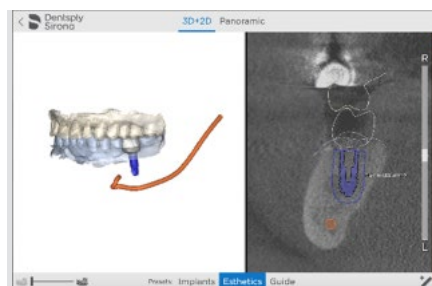 Dentsply
Sirona
3D+2D Panoramic
R
L
Presets: Implants Esthetics Guide